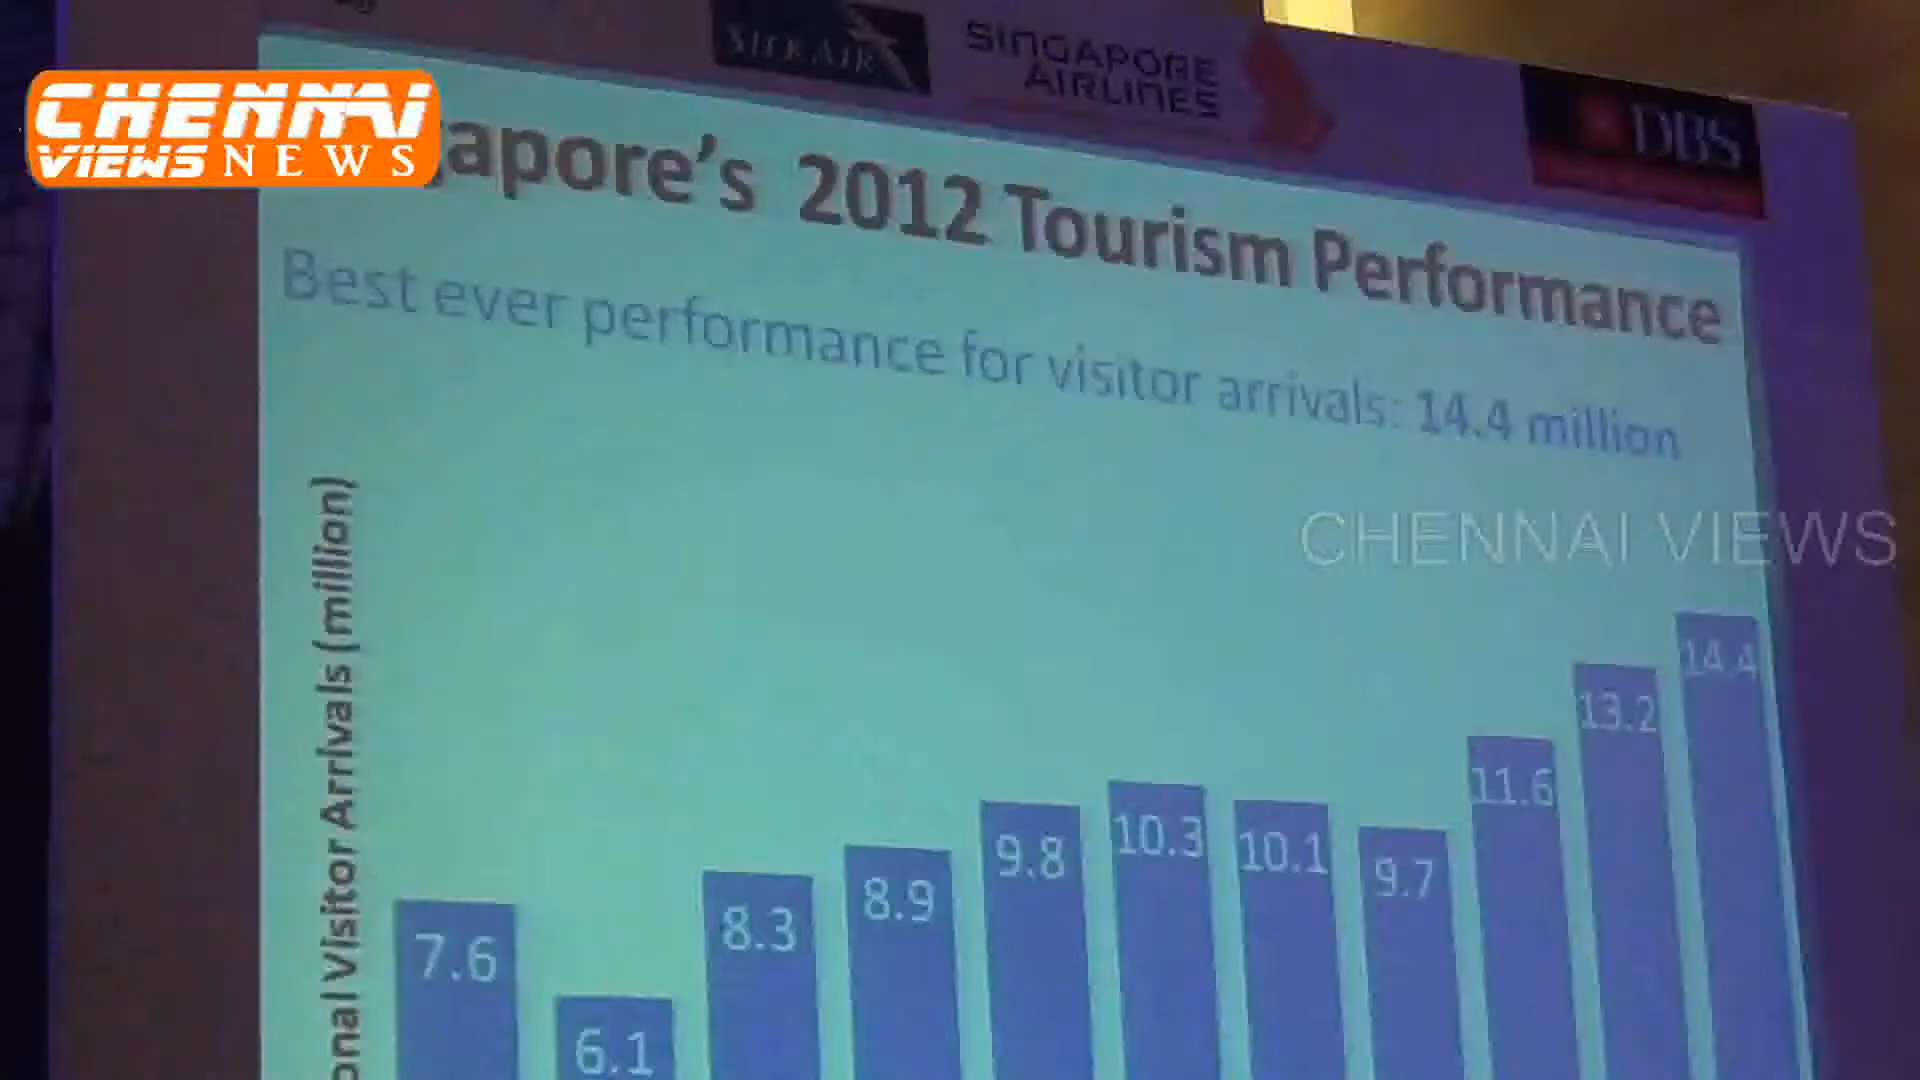 SILKAIR
SINGAPORE
AIRLINES
DBS
CHENNAI
VIEWS NEWS
apore's 2012 Tourism Performance
Best ever performance for visitor arrivals: 14.4 million
CHENNAI VIEWS
onal Visitor Arrivals (million)
7.6
6.1
8.3
8.9
9.8
10.3
10.1
9.7
11.6
13.2
14.4